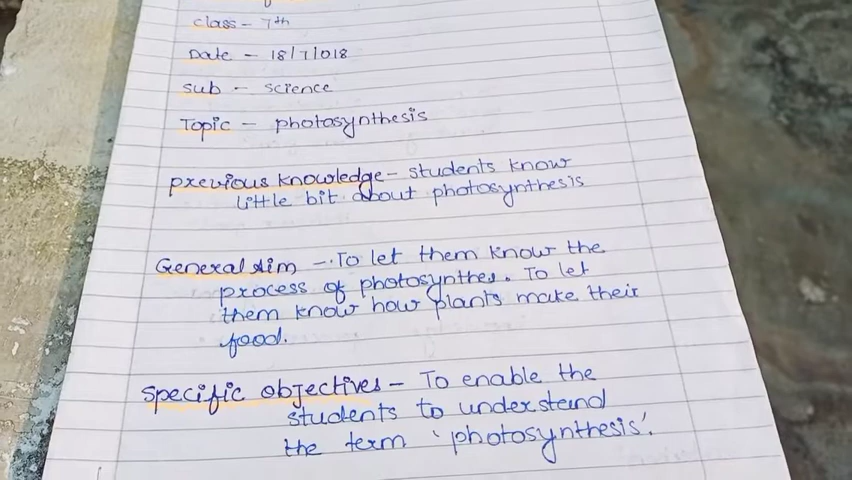 class - 7th
Date - 18/7/018
Sub - science
Topic - photosynthesis
previous knowledge - students know
little bit about photosynthesis
General Aim - To let them know the
process of photosynthes. To let
them know how plants make their
food.
specific objectives - To enable the
students to understand
the term 'photosynthesis'.